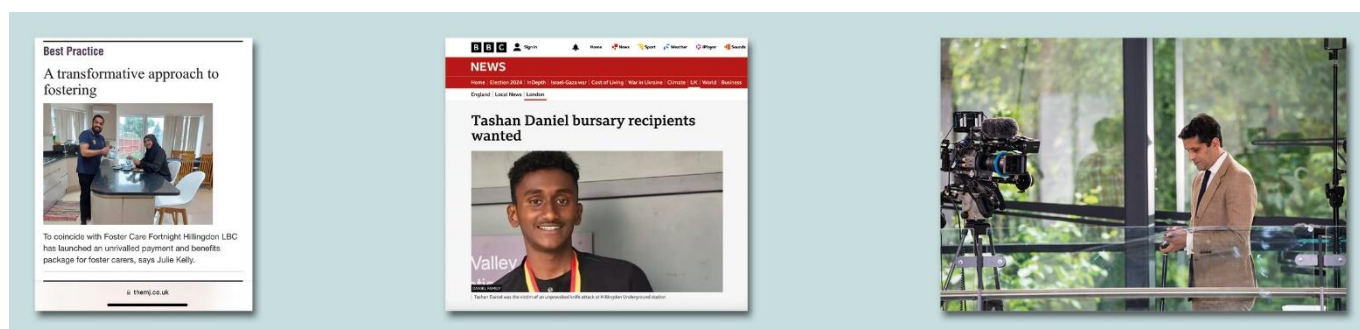 Best Practice
A transformative approach to
fostering
To coincide with Foster Care Fortnight Hillingdon LBC
has launched an unrivalled payment and benefits
package for foster carers, says Julie Kelly.
themj.co.uk
BBC Sign in Home News Sport Weather iPlayer Sounds
NEWS
Home | Election 2024 | InDepth | Israel-Gaza war | Cost of Living | War in Ukraine | Climate | UK | World | Business
England | Local News | London
Tashan Daniel bursary recipients
wanted
Valley
DANIEL FAMILY
Tashan Daniel was the victim of an unprovoked knife attack at Hillingdon Underground station